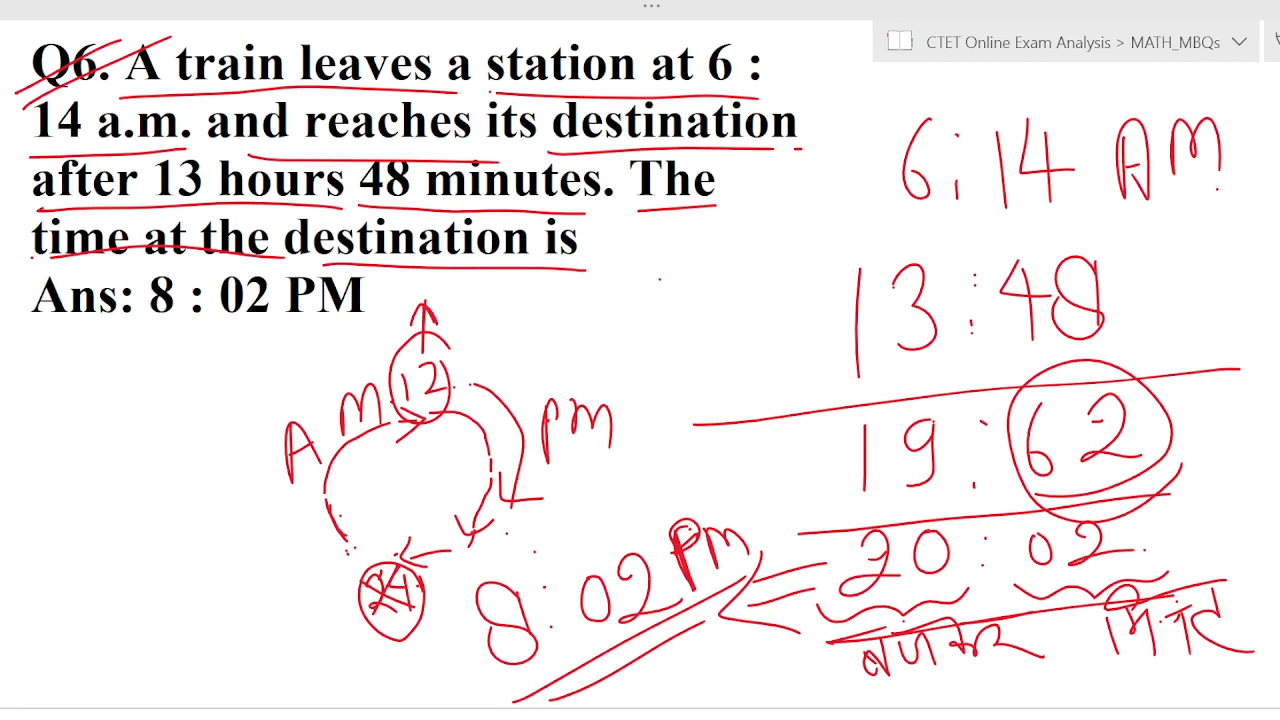 CTET Online Exam Analysis > MATH_MBQs
Q6. A train leaves a station at 6 :
14 a.m. and reaches its destination
after 13 hours 48 minutes. The
time at the destination is
Ans: 8 : 02 PM
6:14 AM
13:48
19:62
20:02
8:02 PM
AM 12 PM
24